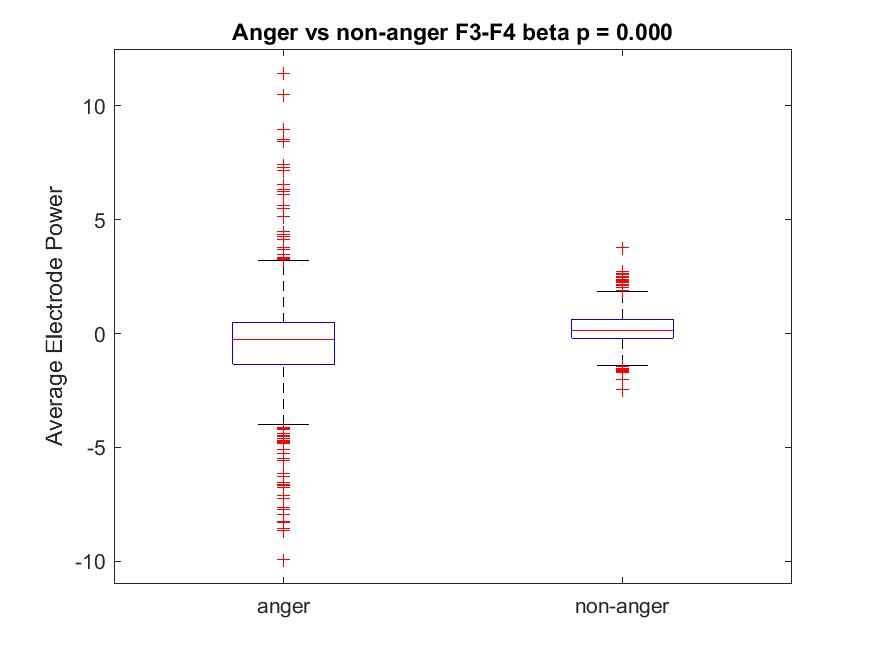 Anger vs non-anger F3-F4 beta p = 0.000
Average Electrode Power
10
5
0
-5
-10
anger non-anger